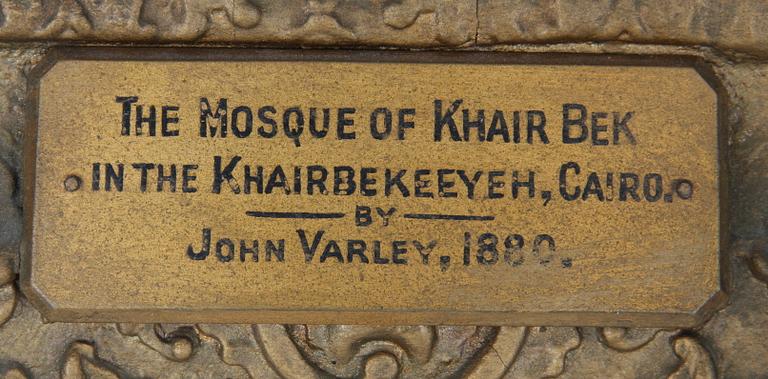 THE MOSQUE OF KHAIR BEK
IN THE KHAIRBEKEEYEH, CAIRO.
BY
JOHN VARLEY, 1880.